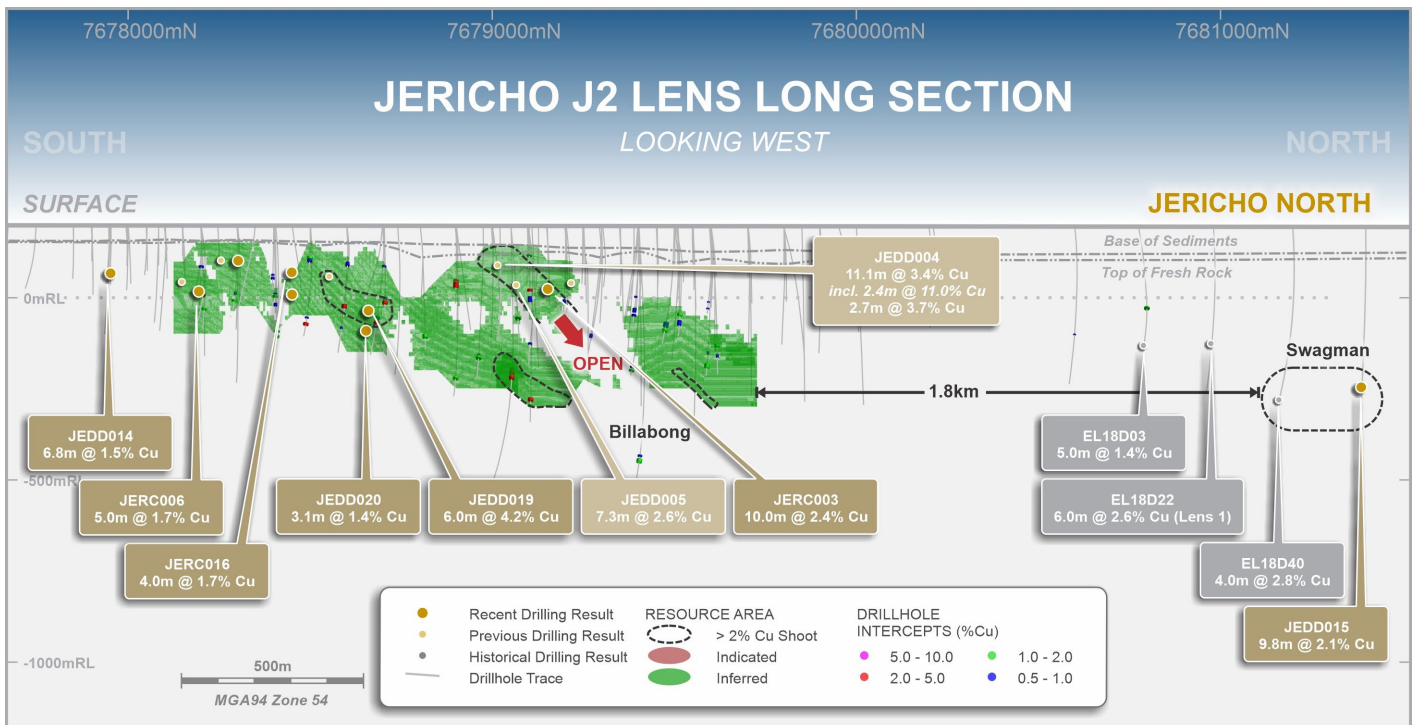 7678000mN
7679000mN
7680000mN
7681000mN
JERICHO J2 LENS LONG SECTION
LOOKING WEST
SOUTH
NORTH
SURFACE
JERICHO NORTH
Base of Sediments
Top of Fresh Rock
JEDD004
11.1m @ 3.4% Cu
incl. 2.4m @ 11.0% Cu
2.7m @ 3.7% Cu
0mRL
OPEN
Swagman
1.8km
Billabong
JEDD014
6.8m @ 1.5% Cu
EL18D03
5.0m @ 1.4% Cu
-500mRL
JERC006
5.0m @ 1.7% Cu
JEDD020
3.1m @ 1.4% Cu
JEDD019
6.0m @ 4.2% Cu
JEDD005
7.3m @ 2.6% Cu
JERC003
10.0m @ 2.4% Cu
EL18D22
6.0m @ 2.6% Cu (Lens 1)
JERC016
4.0m @ 1.7% Cu
EL18D40
4.0m @ 2.8% Cu
JEDD015
9.8m @ 2.1% Cu
-1000mRL
500m
MGA94 Zone 54
Recent Drilling Result
Previous Drilling Result
Historical Drilling Result
Drillhole Trace
RESOURCE AREA
> 2% Cu Shoot
Indicated
Inferred
DRILLHOLE
INTERCEPTS (%Cu)
5.0 - 10.0
2.0 - 5.0
1.0 - 2.0
0.5 - 1.0